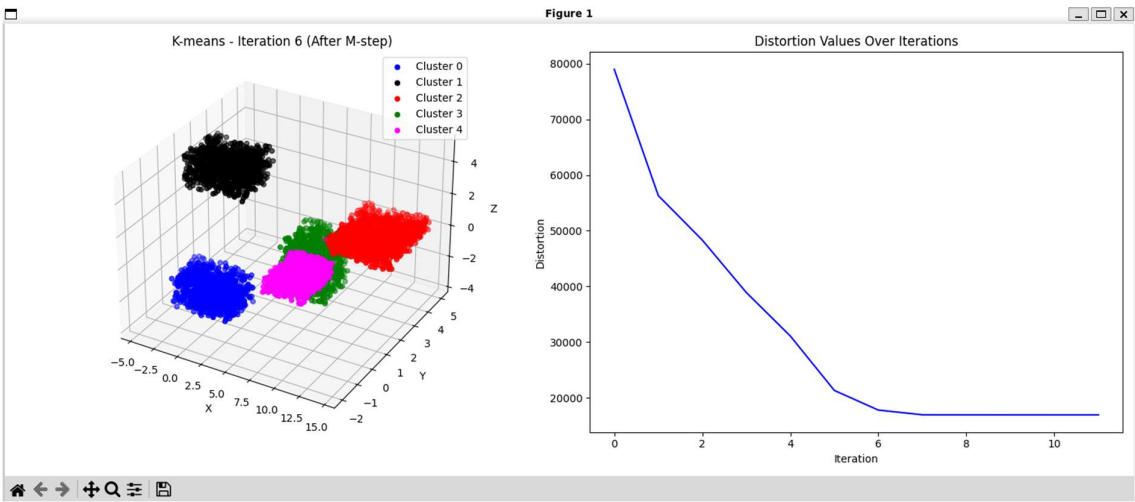 Figure 1
K-means - Iteration 6 (After M-step)
Cluster 0
Cluster 1
Cluster 2
Cluster 3
Cluster 4
4
2
0
−2
−4
Z
−5.0
−2.5
0.0
2.5
5.0
7.5
10.0
12.5
15.0
X
−2
−1
0
1
2
3
4
5
Y
Distortion Values Over Iterations
80000
70000
60000
50000
40000
30000
20000
Distortion
0 2 4 6 8 10
Iteration